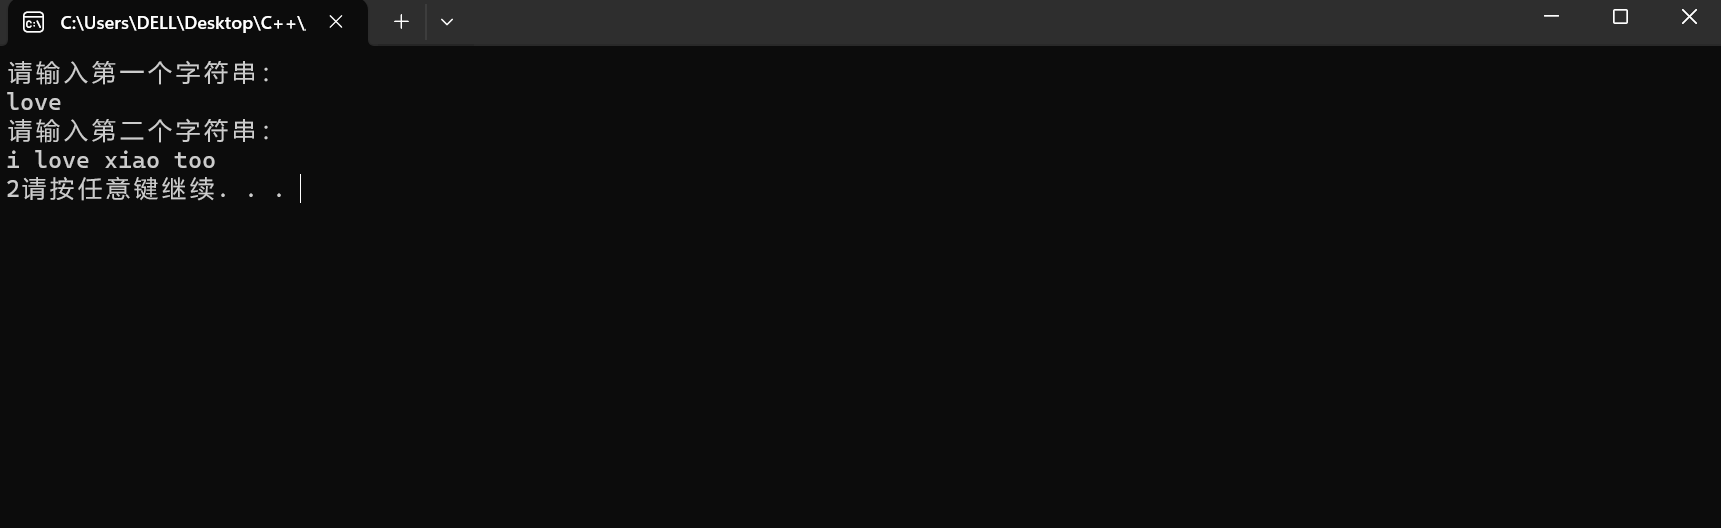 C:\Users\DELL\Desktop\C++\
请输入第一个字符串：
love
请输入第二个字符串：
i love xiao too
2请按任意键继续. . .